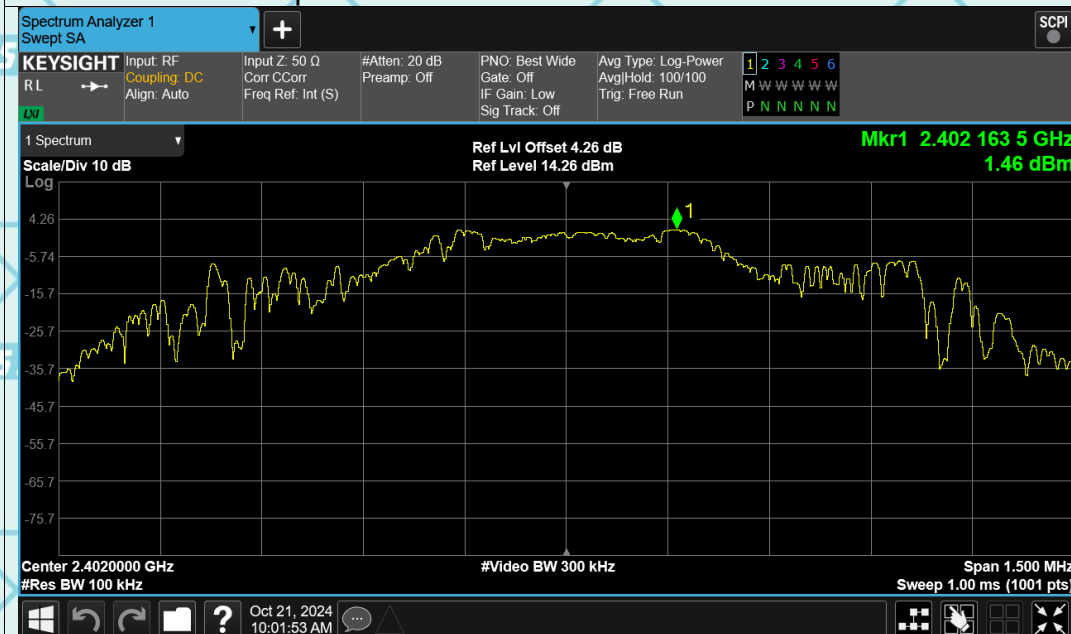 Spectrum Analyzer 1
Swept SA
+
SCPI
KEYSIGHT
RL
LXI
Input: RF
Coupling: DC
Align: Auto
Input Z: 50 Ω
Corr CCorr
Freq Ref: Int (S)
#Atten: 20 dB
Preamp: Off
PNO: Best Wide
Gate: Off
IF Gain: Low
Sig Track: Off
Avg Type: Log-Power
Avg|Hold: 100/100
Trig: Free Run
1 2 3 4 5 6
M W W W W W
P N N N N N
1 Spectrum
Scale/Div 10 dB
Log
Ref Lvl Offset 4.26 dB
Ref Level 14.26 dBm
Mkr1 2.402 163 5 GHz
1.46 dBm
1
4.26
-5.74
-15.7
-25.7
-35.7
-45.7
-55.7
-65.7
-75.7
Center 2.4020000 GHz
#Res BW 100 kHz
#Video BW 300 kHz
Span 1.500 MHz
Sweep 1.00 ms (1001 pts)
?
Oct 21, 2024
10:01:53 AM